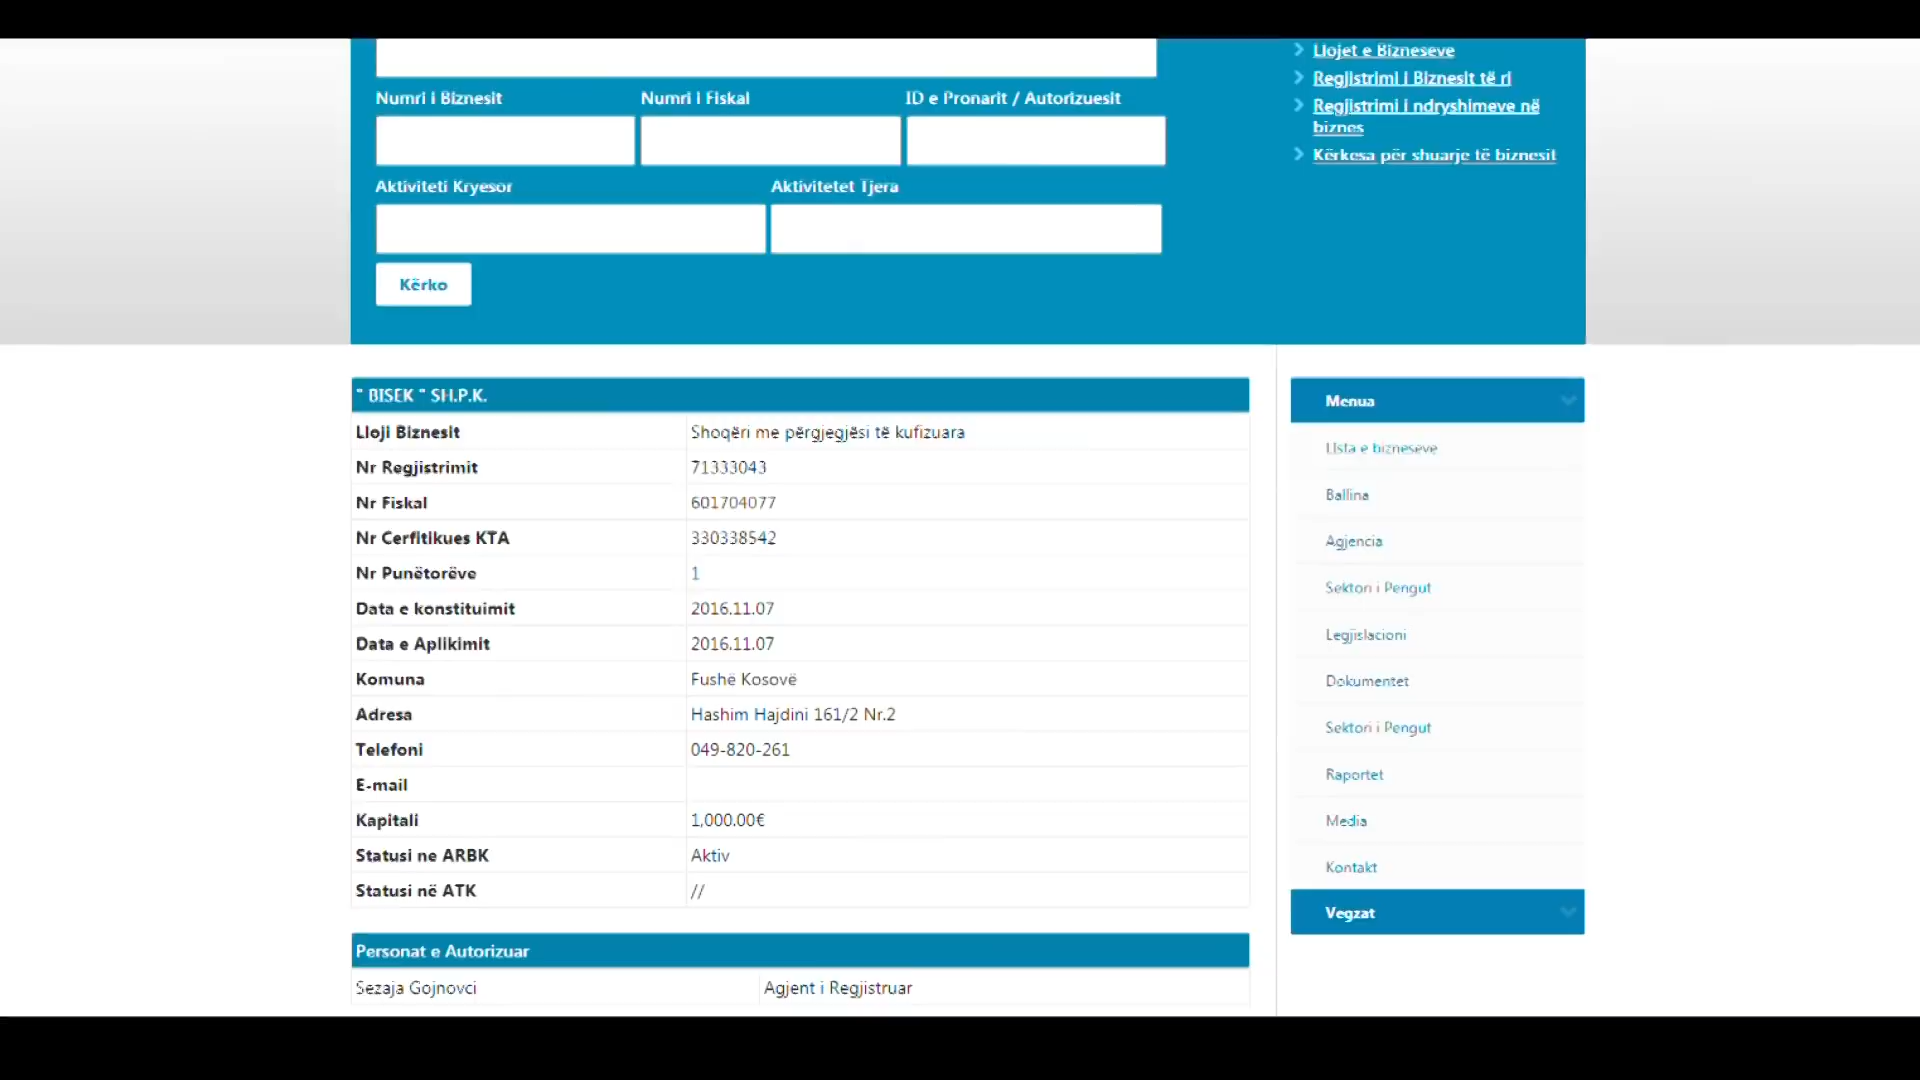 Llojet e Bizneseve
Regjistrimi i Biznesit të ri
Regjistrimi i ndryshimeve në
biznes
Kërkesa për shuarje të biznesit
Numri i Biznesit
Numri i Fiskal
ID e Pronarit / Autorizuesit
Aktiviteti Kryesor
Aktivitetet Tjera
Kërko
" BISEK " SH.P.K.
Lloji Biznesit Shoqëri me përgjegjësi të kufizuara
Nr Regjistrimit 71333043
Nr Fiskal 601704077
Nr Cerfitikues KTA 330338542
Nr Punëtorëve 1
Data e konstituimit 2016.11.07
Data e Aplikimit 2016.11.07
Komuna Fushë Kosovë
Adresa Hashim Hajdini 161/2 Nr.2
Telefoni 049-820-261
E-mail
Kapitali 1,000.00€
Statusi ne ARBK Aktiv
Statusi në ATK //
Personat e Autorizuar
Sezaja Gojnovci Agjent i Regjistruar
Menua
Lista e bizneseve
Ballina
Agjencia
Sektori i Pengut
Legjislacioni
Dokumentet
Sektori i Pengut
Raportet
Media
Kontakt
Vegzat